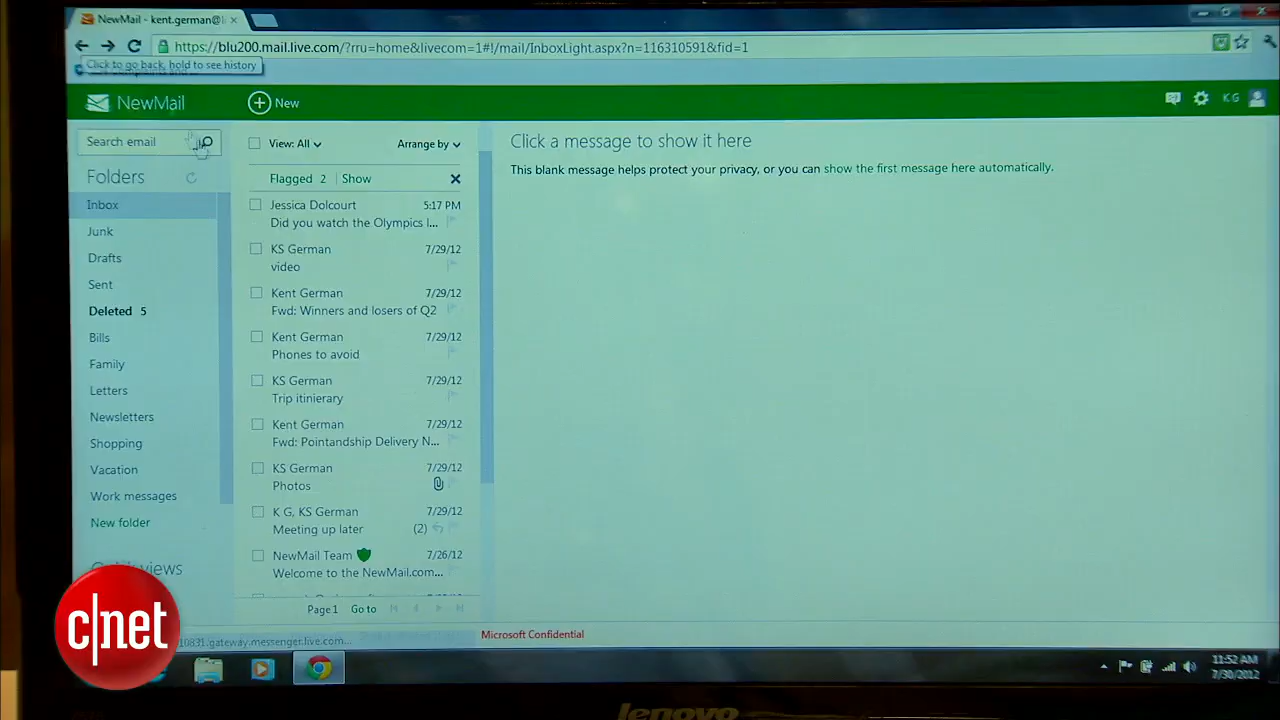 NewMail - kent.german@
https://blu200.mail.live.com/?rru=home&livecom=1#!/mail/InboxLight.aspx?n=116310591&fid=1
Click to go back, hold to see history
NewMail
New
KG
Search email
Folders
Inbox
Junk
Drafts
Sent
Deleted 5
Bills
Family
Letters
Newsletters
Shopping
Vacation
Work messages
New folder
views
View: All
Arrange by
Flagged 2 | Show
Jessica Dolcourt 5:17 PM
Did you watch the Olympics l...
KS German 7/29/12
video
Kent German 7/29/12
Fwd: Winners and losers of Q2
Kent German 7/29/12
Phones to avoid
KS German 7/29/12
Trip itinierary
Kent German 7/29/12
Fwd: Pointandship Delivery N...
KS German 7/29/12
Photos
K G, KS German 7/29/12
Meeting up later (2)
NewMail Team 7/26/12
Welcome to the NewMail.com...
Page 1 Go to
Click a message to show it here
This blank message helps protect your privacy, or you can show the first message here automatically.
Microsoft Confidential
10831.gateway.messenger.live.com...
c|net
11:52 AM
7/30/2012
lenovo